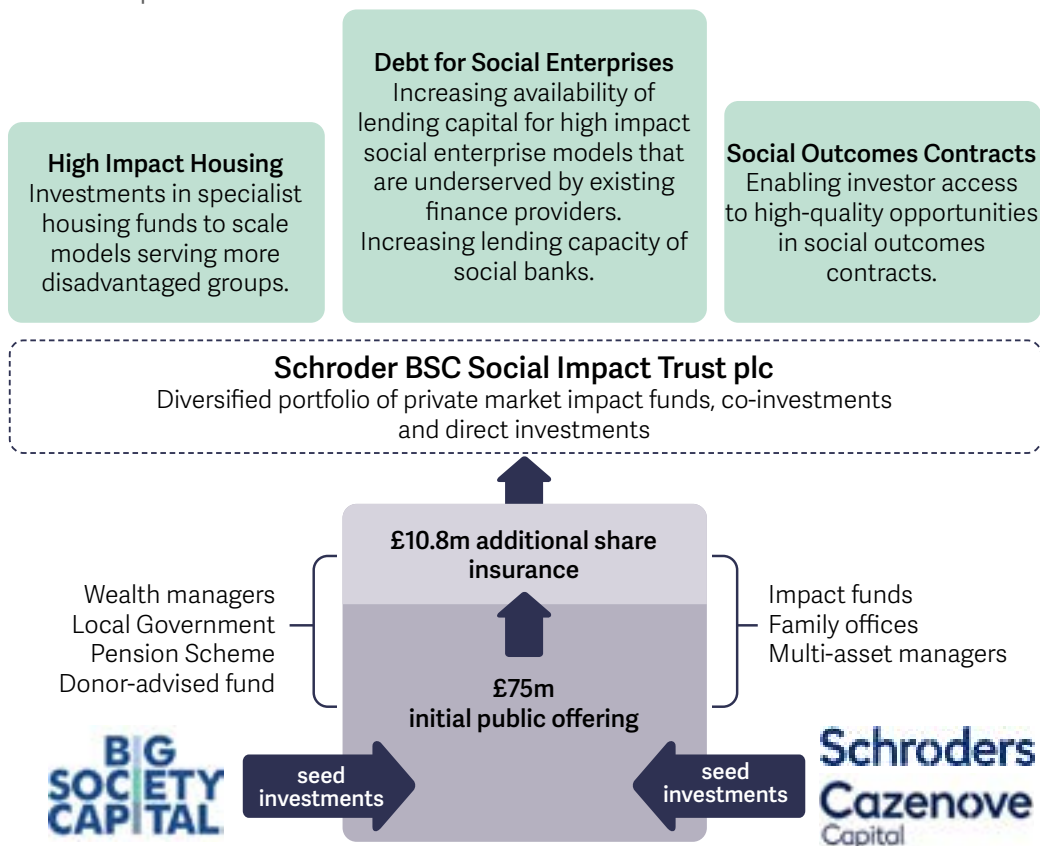 High Impact Housing
Investments in specialist
housing funds to scale
models serving more
disadvantaged groups.
Debt for Social Enterprises
Increasing availability of
lending capital for high impact
social enterprise models that
are underserved by existing
finance providers.
Increasing lending capacity of
social banks.
Social Outcomes Contracts
Enabling investor access
to high-quality opportunities
in social outcomes
contracts.
Schroder BSC Social Impact Trust plc
Diversified portfolio of private market impact funds, co-investments
and direct investments
£10.8m additional share
insurance
Wealth managers
Local Government
Pension Scheme
Donor-advised fund
Impact funds
Family offices
Multi-asset managers
£75m
initial public offering
BIG
SOCIETY
CAPITAL
seed
investments
seed
investments
Schroders
Cazenove
Capital